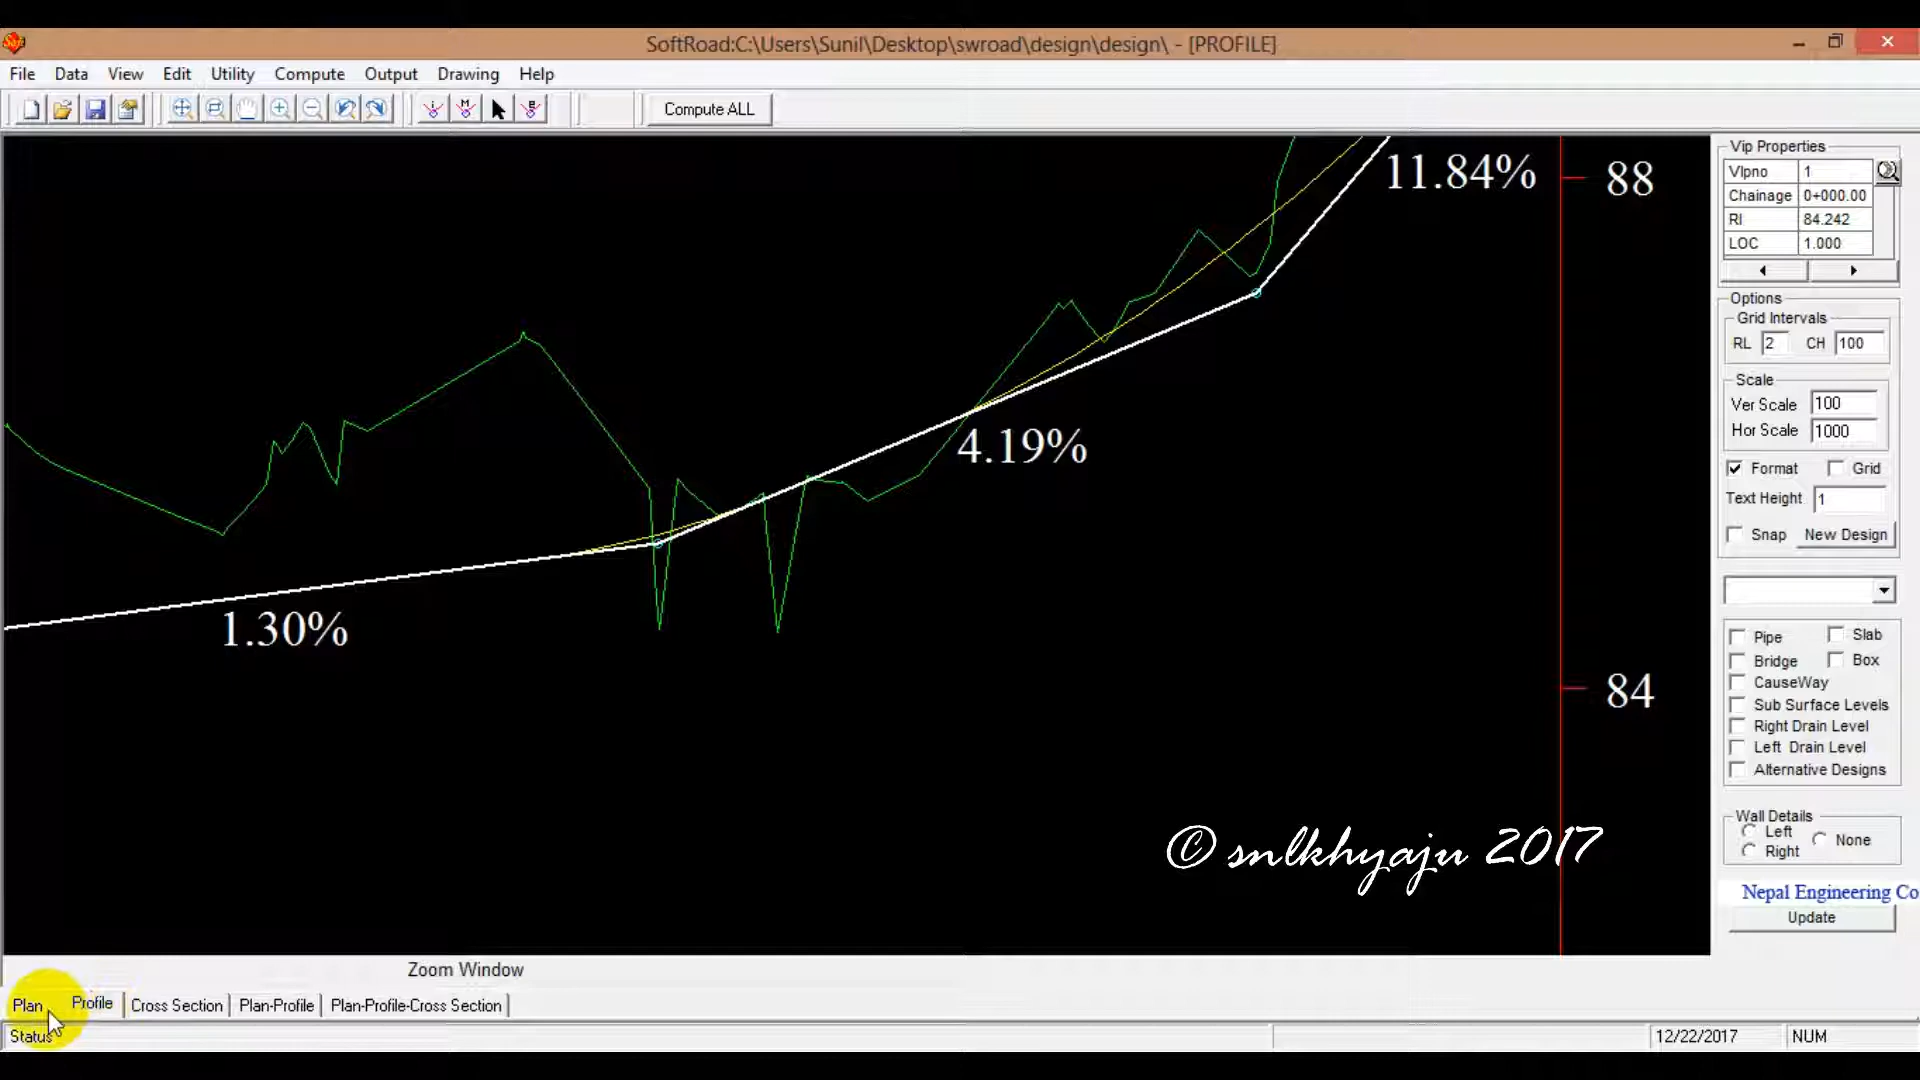 SoftRoad:C:\Users\Sunil\Desktop\swroad\design\design\ - [PROFILE]
File Data View Edit Utility Compute Output Drawing Help
Compute ALL
11.84%
88
4.19%
1.30%
84
© snlkhyaju 2017
Vip Properties
VIpno 1
Chainage 0+000.00
Rl 84.242
LOC 1.000
Options
Grid Intervals
RL 2 CH 100
Scale
Ver Scale 100
Hor Scale 1000
Format Grid
Text Height 1
Snap New Design
Pipe Slab
Bridge Box
CauseWay
Sub Surface Levels
Right Drain Level
Left Drain Level
Alternative Designs
Wall Details
Left
None
Right
Nepal Engineering Co
Update
Zoom Window
Plan Profile Cross Section Plan-Profile Plan-Profile-Cross Section
Status 12/22/2017 NUM